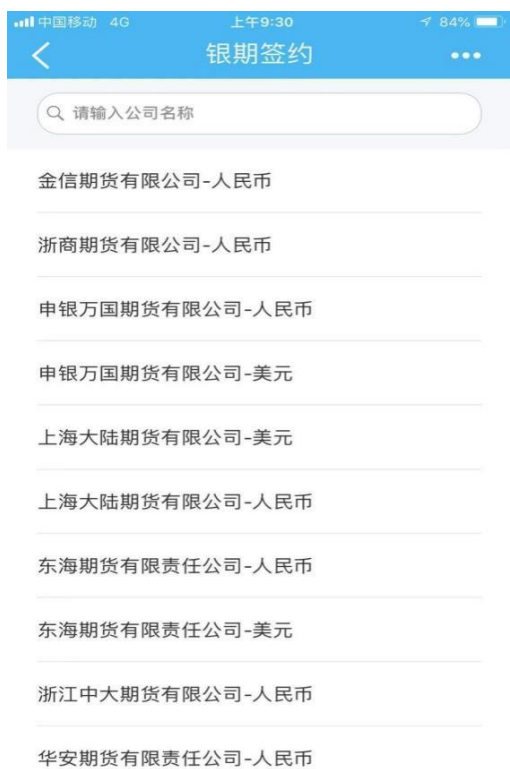 中国移动 4G 上午9:30 84%
银期签约
请输入公司名称
金信期货有限公司-人民币
浙商期货有限公司-人民币
申银万国期货有限公司-人民币
申银万国期货有限公司-美元
上海大陆期货有限公司-美元
上海大陆期货有限公司-人民币
东海期货有限责任公司-人民币
东海期货有限责任公司-美元
浙江中大期货有限公司-人民币
华安期货有限责任公司-人民币